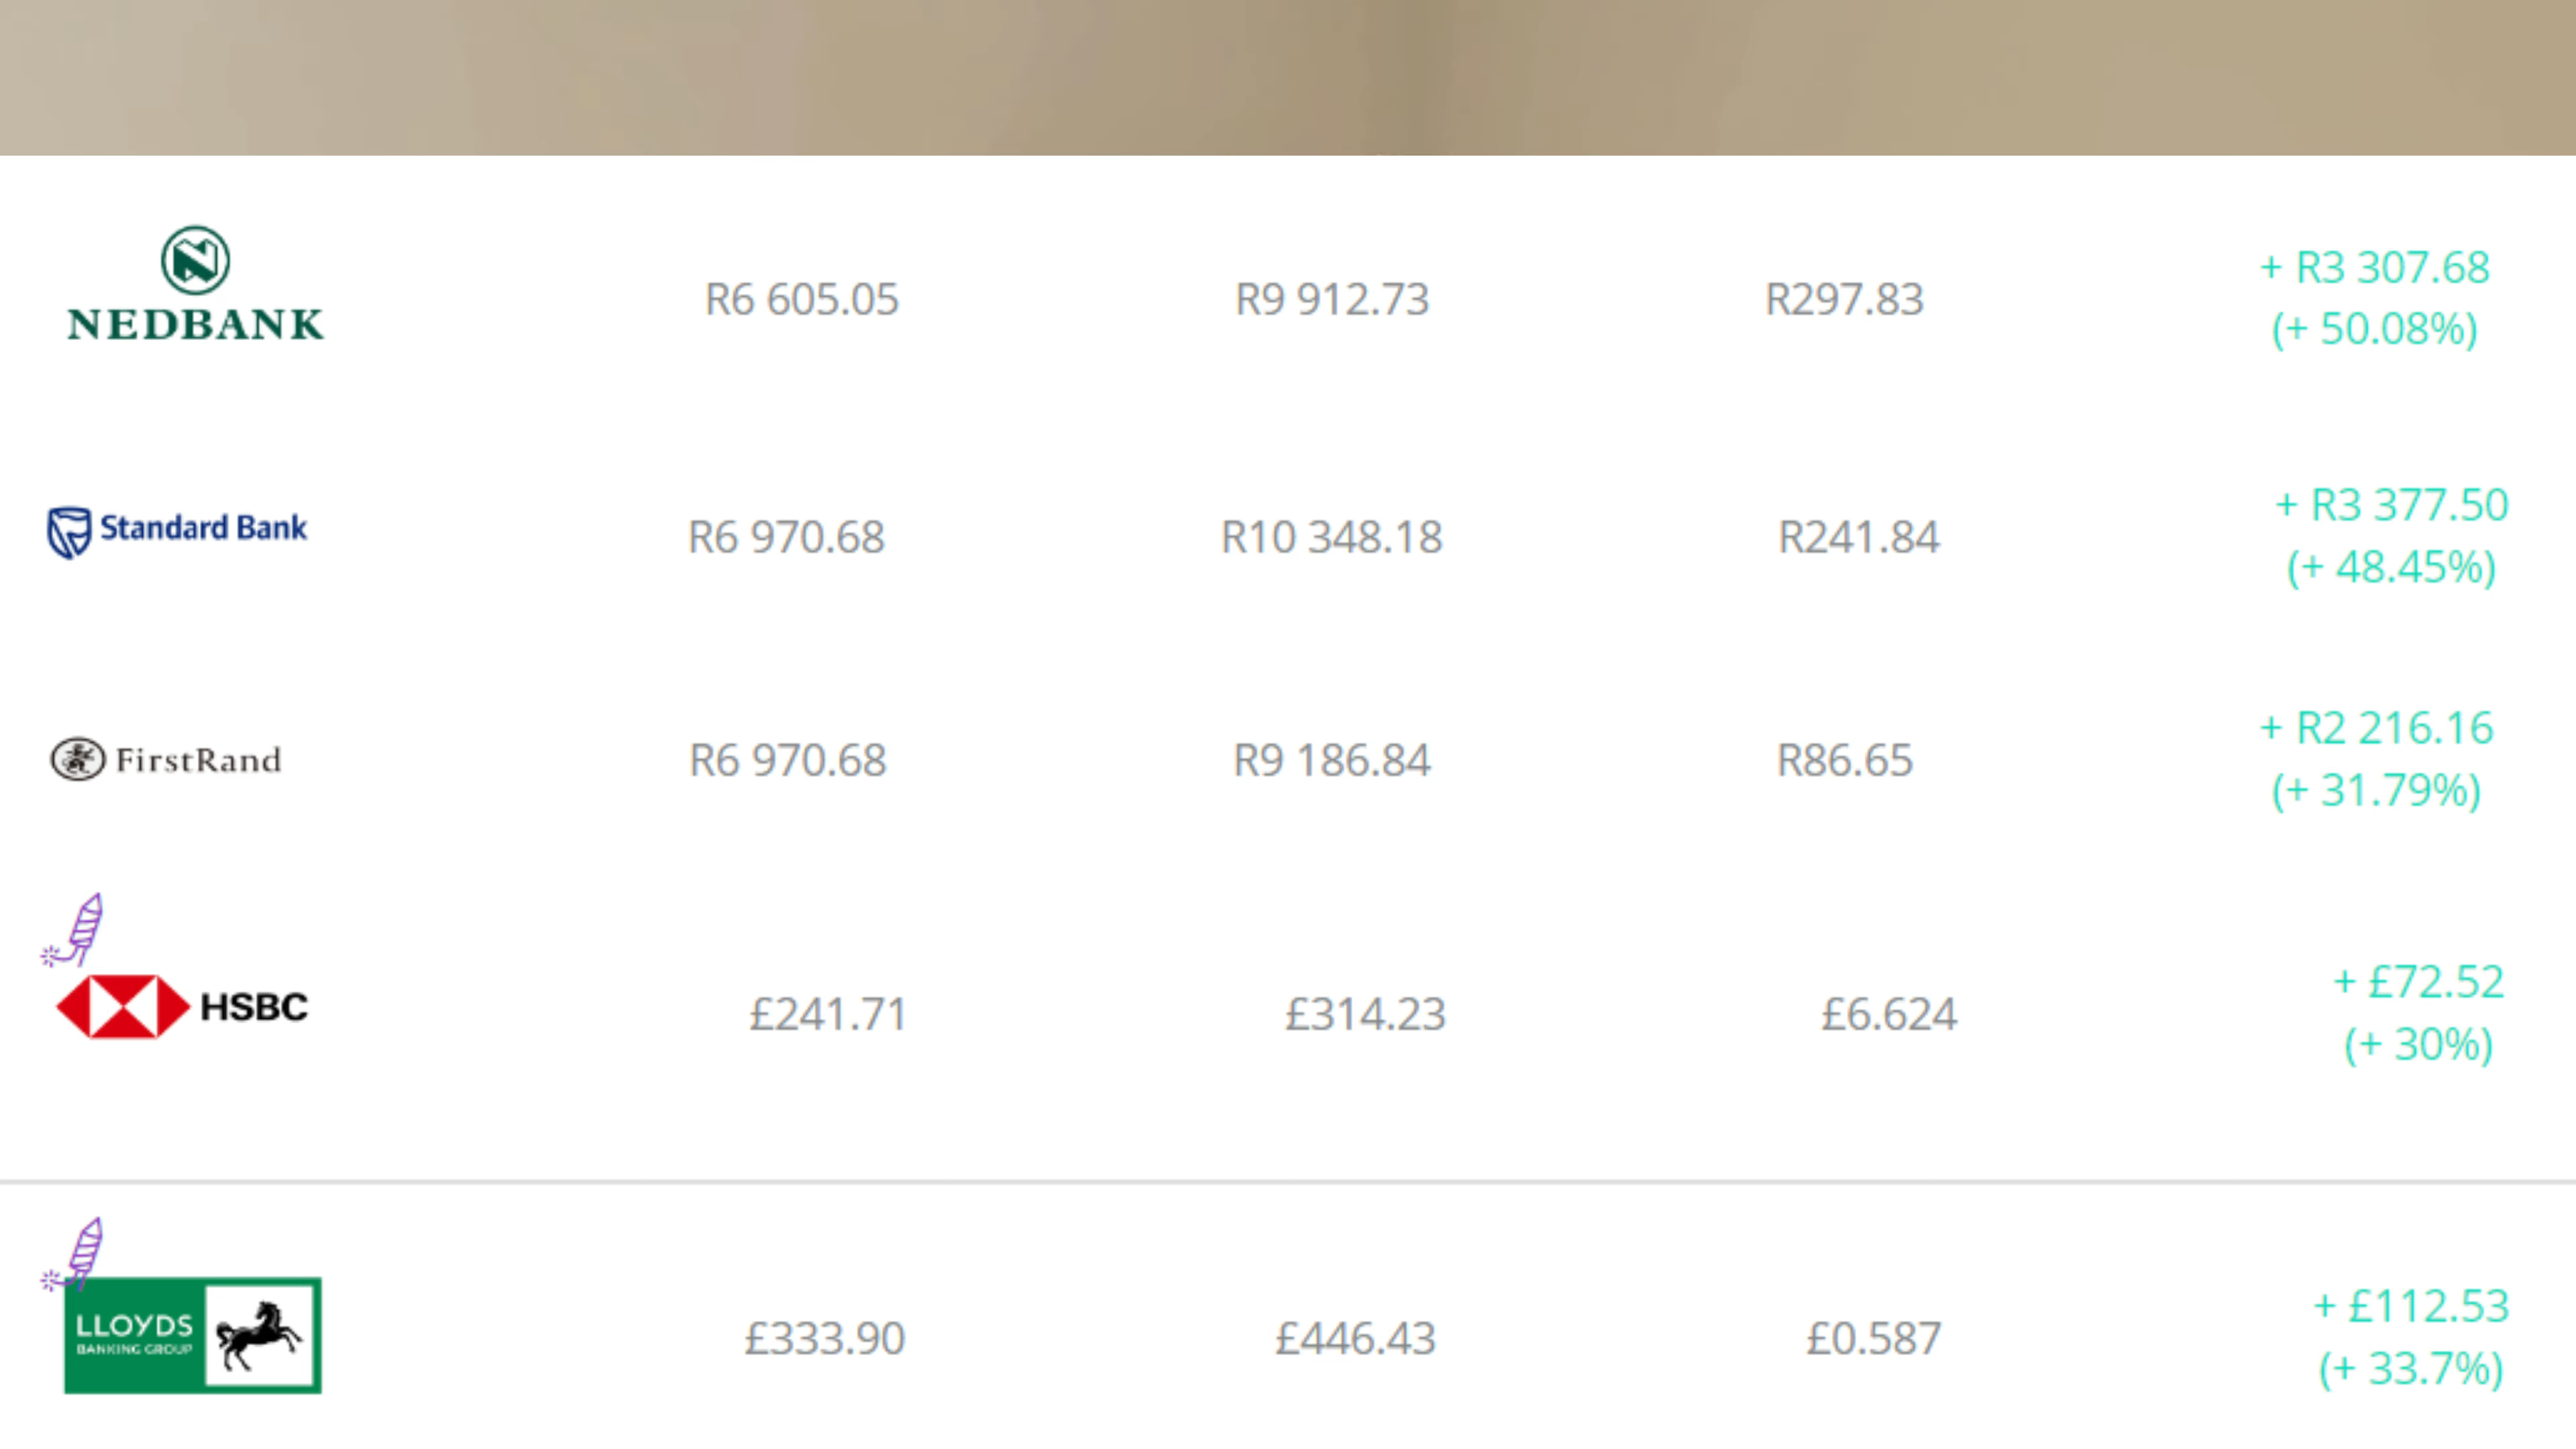 NEDBANK
R6 605.05 R9 912.73 R297.83 + R3 307.68
(+ 50.08%)
Standard Bank R6 970.68 R10 348.18 R241.84 + R3 377.50
(+ 48.45%)
FirstRand R6 970.68 R9 186.84 R86.65 + R2 216.16
(+ 31.79%)
HSBC £241.71 £314.23 £6.624 + £72.52
(+ 30%)
LLOYDS
BANKING GROUP
£333.90 £446.43 £0.587 + £112.53
(+ 33.7%)